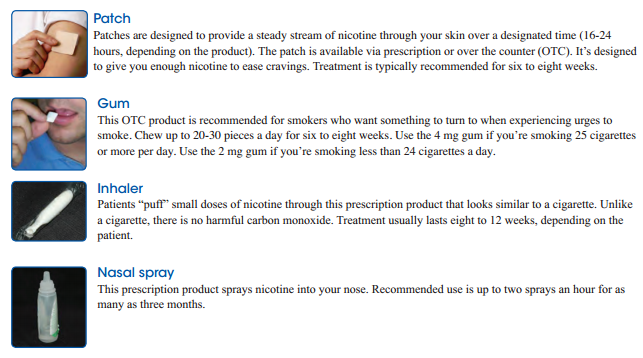 Patch
Patches are designed to provide a steady stream of nicotine through your skin over a designated time (16-24
hours, depending on the product). The patch is available via prescription or over the counter (OTC). It’s designed
to give you enough nicotine to ease cravings. Treatment is typically recommended for six to eight weeks.
Gum
This OTC product is recommended for smokers who want something to turn to when experiencing urges to
smoke. Chew up to 20-30 pieces a day for six to eight weeks. Use the 4 mg gum if you’re smoking 25 cigarettes
or more per day. Use the 2 mg gum if you’re smoking less than 24 cigarettes a day.
Inhaler
Patients “puff” small doses of nicotine through this prescription product that looks similar to a cigarette. Unlike
a cigarette, there is no harmful carbon monoxide. Treatment usually lasts eight to 12 weeks, depending on the
patient.
Nasal spray
This prescription product sprays nicotine into your nose. Recommended use is up to two sprays an hour for as
many as three months.